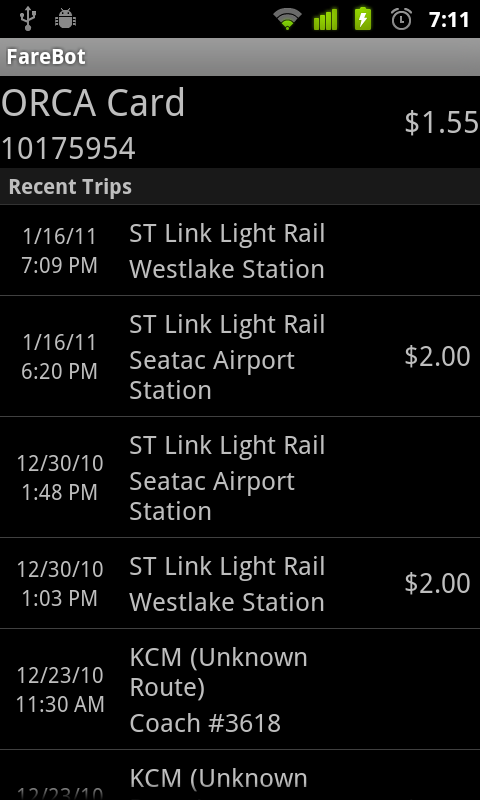 7:11
FareBot
ORCA Card
$1.55
10175954
Recent Trips
1/16/11
7:09 PM
ST Link Light Rail
Westlake Station
1/16/11
6:20 PM
ST Link Light Rail
Seatac Airport
Station
$2.00
12/30/10
1:48 PM
ST Link Light Rail
Seatac Airport
Station
12/30/10
1:03 PM
ST Link Light Rail
Westlake Station
$2.00
12/23/10
11:30 AM
KCM (Unknown
Route)
Coach #3618
12/23/10
KCM (Unknown